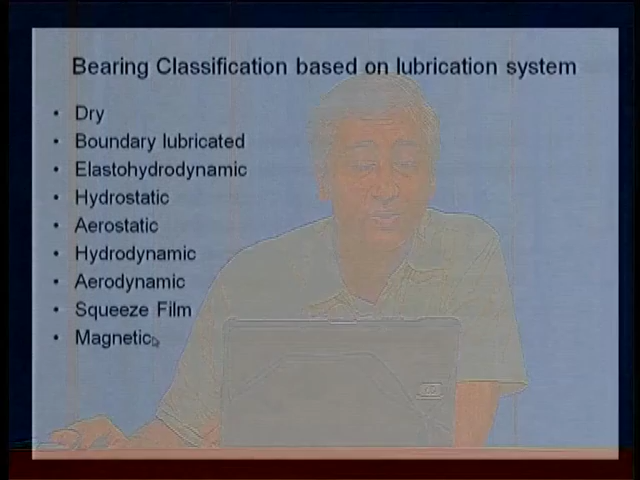 Bearing Classification based on lubrication system
• Dry
• Boundary lubricated
• Elastohydrodynamic
• Hydrostatic
• Aerostatic
• Hydrodynamic
• Aerodynamic
• Squeeze Film
• Magnetic